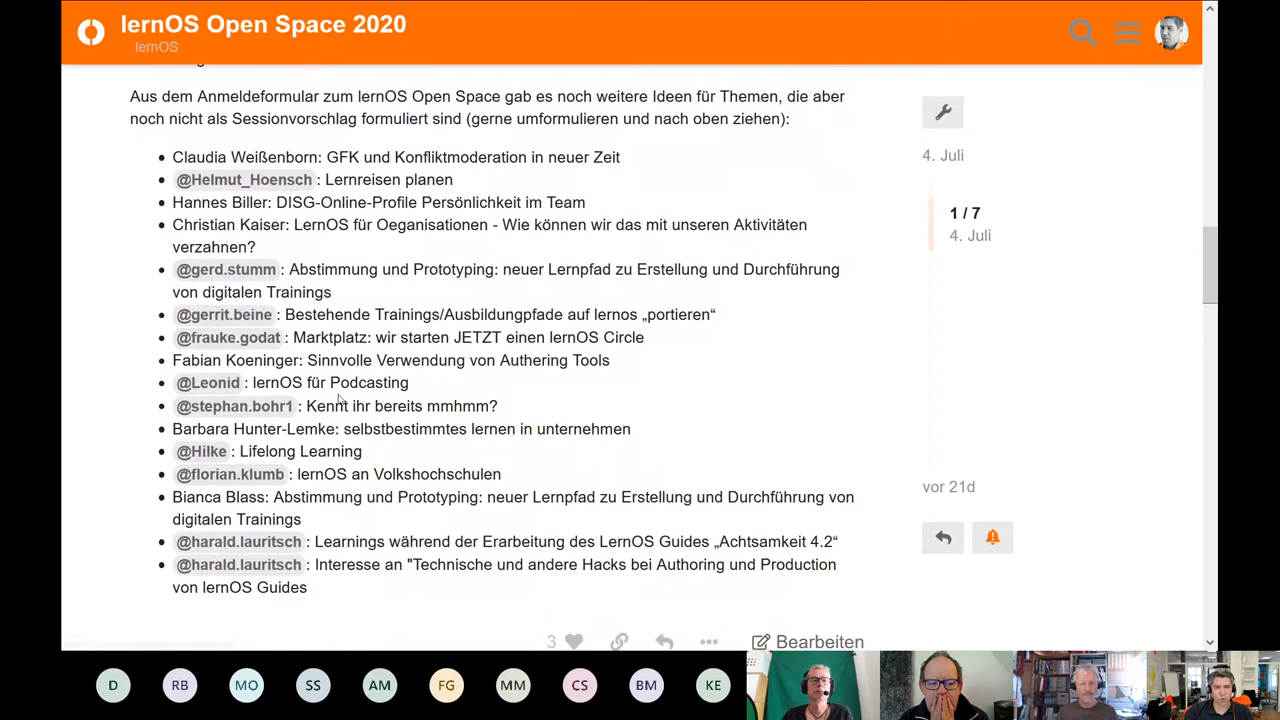 lernOS Open Space 2020
lernOS
Aus dem Anmeldeformular zum lernOS Open Space gab es noch weitere Ideen für Themen, die aber
noch nicht als Sessionvorschlag formuliert sind (gerne umformulieren und nach oben ziehen):
Claudia Weißenborn: GFK und Konfliktmoderation in neuer Zeit
@Helmut_Hoensch : Lernreisen planen
Hannes Biller: DISG-Online-Profile Persönlichkeit im Team
Christian Kaiser: LernOS für Oeganisationen - Wie können wir das mit unseren Aktivitäten
verzahnen?
@gerd.stumm : Abstimmung und Prototyping: neuer Lernpfad zu Erstellung und Durchführung
von digitalen Trainings
@gerrit.beine : Bestehende Trainings/Ausbildungpfade auf lernos „portieren“
@frauke.godat : Marktplatz: wir starten JETZT einen lernOS Circle
Fabian Koeninger: Sinnvolle Verwendung von Authering Tools
@Leonid : lernOS für Podcasting
@stephan.bohr1 : Kennt ihr bereits mmhmm?
Barbara Hunter-Lemke: selbstbestimmtes lernen in unternehmen
@Hilke : Lifelong Learning
@florian.klumb : lernOS an Volkshochschulen
Bianca Blass: Abstimmung und Prototyping: neuer Lernpfad zu Erstellung und Durchführung von
digitalen Trainings
@harald.lauritsch : Learnings während der Erarbeitung des LernOS Guides „Achtsamkeit 4.2“
@harald.lauritsch : Interesse an "Technische und andere Hacks bei Authoring und Production
von lernOS Guides
3
Bearbeiten
4. Juli
1 / 7
4. Juli
vor 21d
D RB MO SS AM FG MM CS BM KE